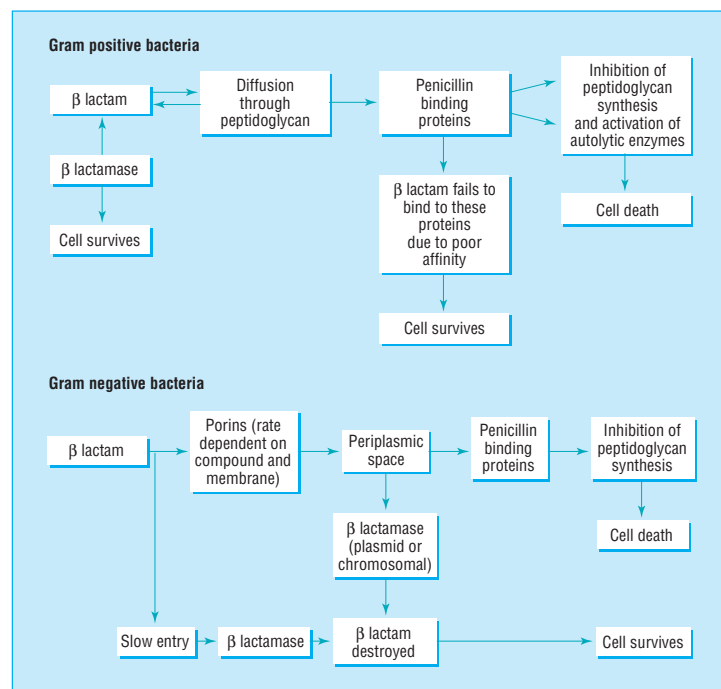 Gram positive bacteria
β lactam
Diffusion
through
peptidoglycan
Penicillin
binding
proteins
Inhibition of
peptidoglycan
synthesis
and activation of
autolytic enzymes
β lactamase
Cell survives
β lactam fails to
bind to these
proteins
due to poor
affinity
Cell death
Cell survives
Gram negative bacteria
β lactam
Porins (rate
dependent on
compound and
membrane)
Periplasmic
space
Penicillin
binding
proteins
Inhibition of
peptidoglycan
synthesis
β lactamase
(plasmid or
chromosomal)
Cell death
Slow entry
β lactamase
β lactam
destroyed
Cell survives